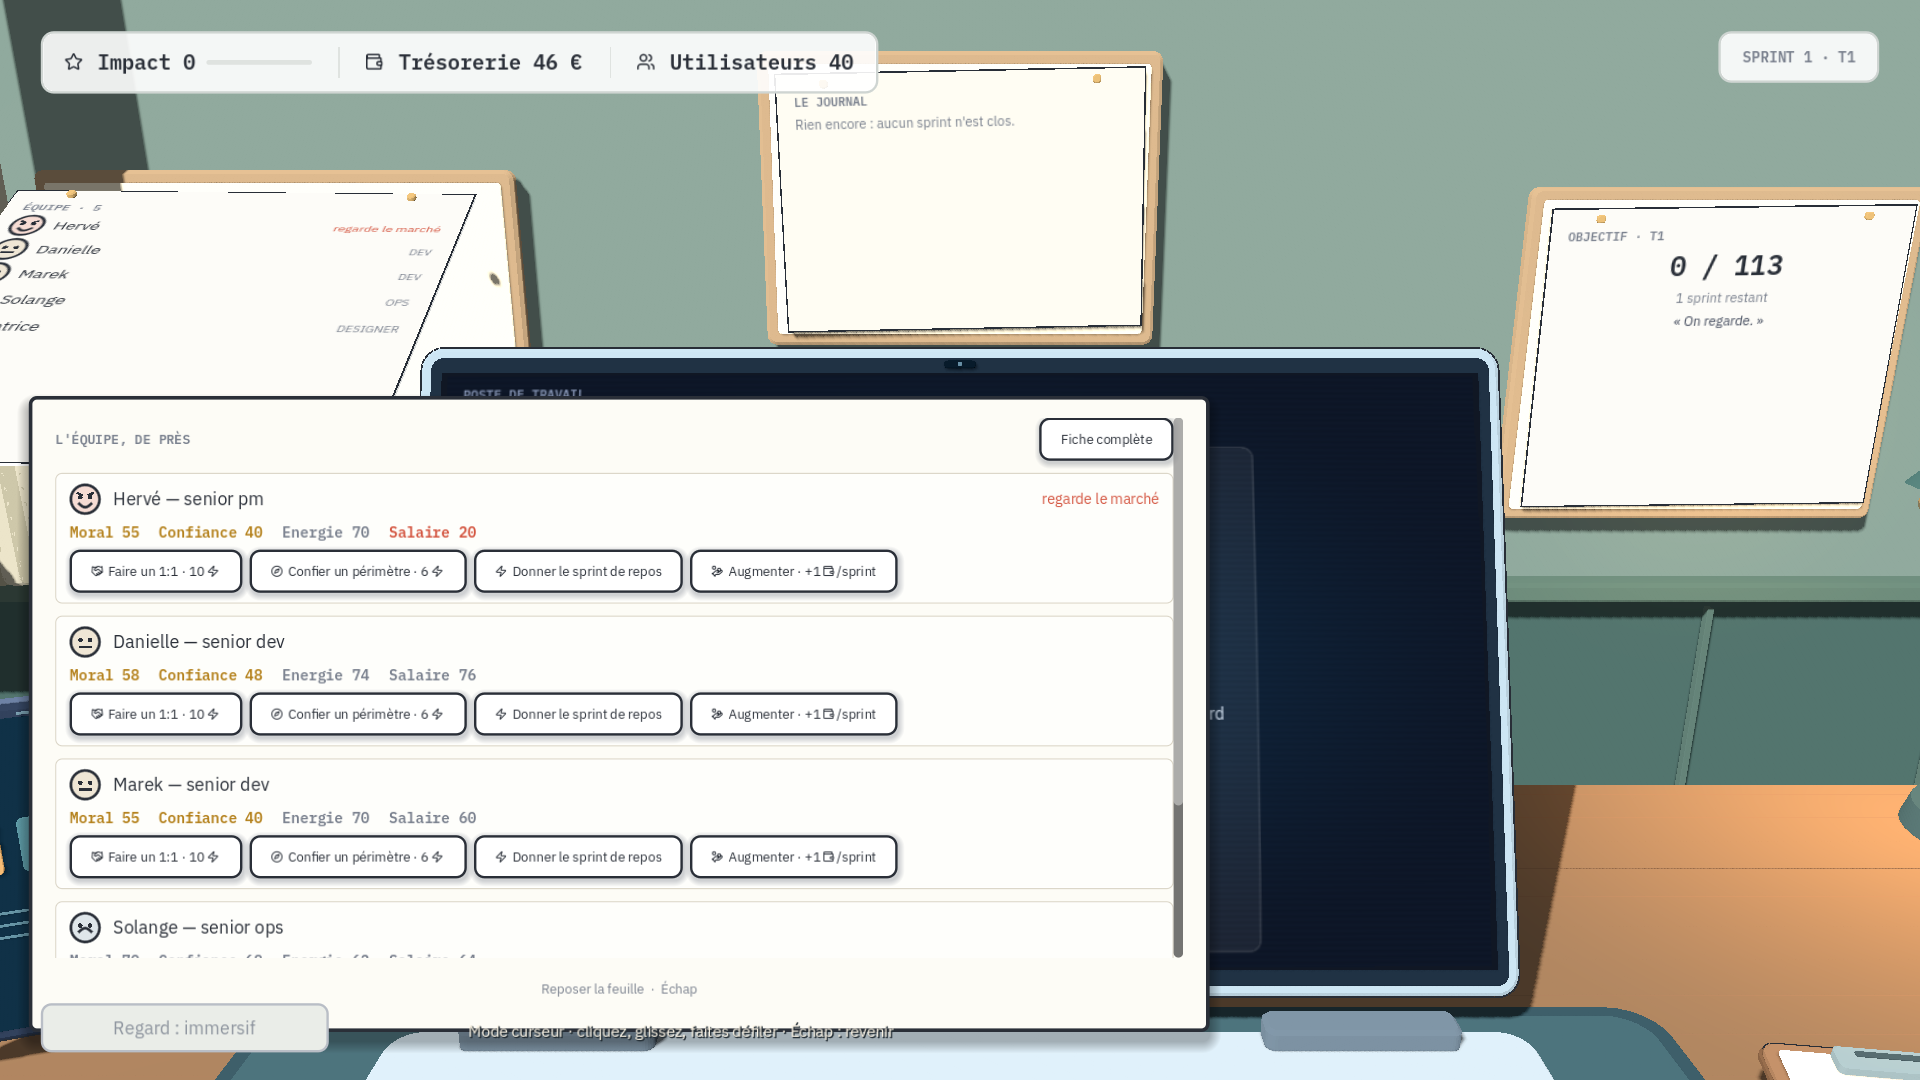 Impact 0
Trésorerie 46 €
Utilisateurs 40
SPRINT 1 · T1
LE JOURNAL
Rien encore : aucun sprint n'est clos.
ÉQUIPE · 5
Hervé
regarde le marché
Danielle
DEV
Marek
DEV
Solange
OPS
DESIGNER
OBJECTIF · T1
0 / 113
1 sprint restant
« On regarde. »
POSTE DE TRAVAIL
L'ÉQUIPE, DE PRÈS
Fiche complète
Hervé — senior pm
regarde le marché
Moral 55 Confiance 40 Energie 70 Salaire 20
Faire un 1:1 · 10
Confier un périmètre · 6
Donner le sprint de repos
Augmenter · +1 /sprint
Danielle — senior dev
Moral 58 Confiance 48 Energie 74 Salaire 76
Faire un 1:1 · 10
Confier un périmètre · 6
Donner le sprint de repos
Augmenter · +1 /sprint
Marek — senior dev
Moral 55 Confiance 40 Energie 70 Salaire 60
Faire un 1:1 · 10
Confier un périmètre · 6
Donner le sprint de repos
Augmenter · +1 /sprint
Solange — senior ops
Reposer la feuille · Échap
Regard : immersif
Mode curseur · cliquez, glissez, faites défiler · Échap : revenir